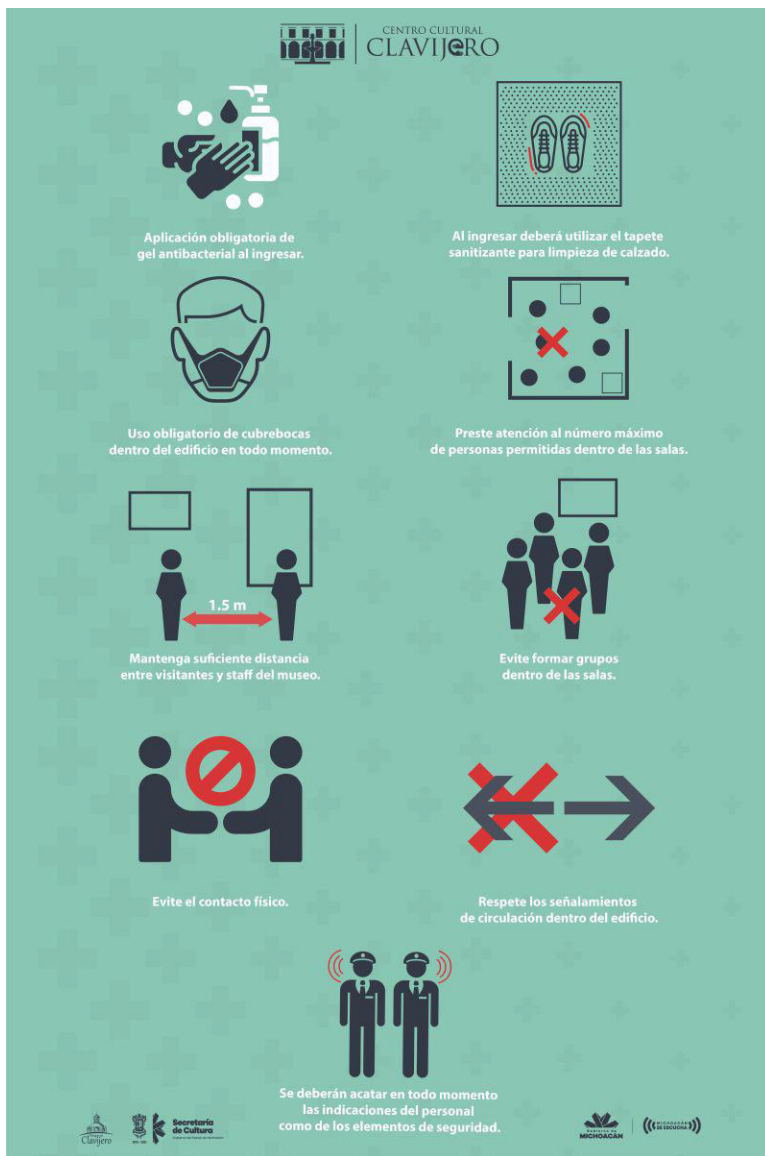 CENTRO CULTURAL
CLAVIJERO
Aplicación obligatoria de
gel antibacterial al ingresar.
Al ingresar deberá utilizar el tapete
sanitizante para limpieza de calzado.
Uso obligatorio de cubrebocas
dentro del edificio en todo momento.
Preste atención al número máximo
de personas permitidas dentro de las salas.
1.5 m
Mantenga suficiente distancia
entre visitantes y staff del museo.
Evite formar grupos
dentro de las salas.
Evite el contacto físico.
Respete los señalamientos
de circulación dentro del edificio.
Se deberán acatar en todo momento
las indicaciones del personal
como de los elementos de seguridad.
Clavijero
Secretaría
de Cultura
MICHOACÁN
MICHOACÁN
SE ESCUCHA